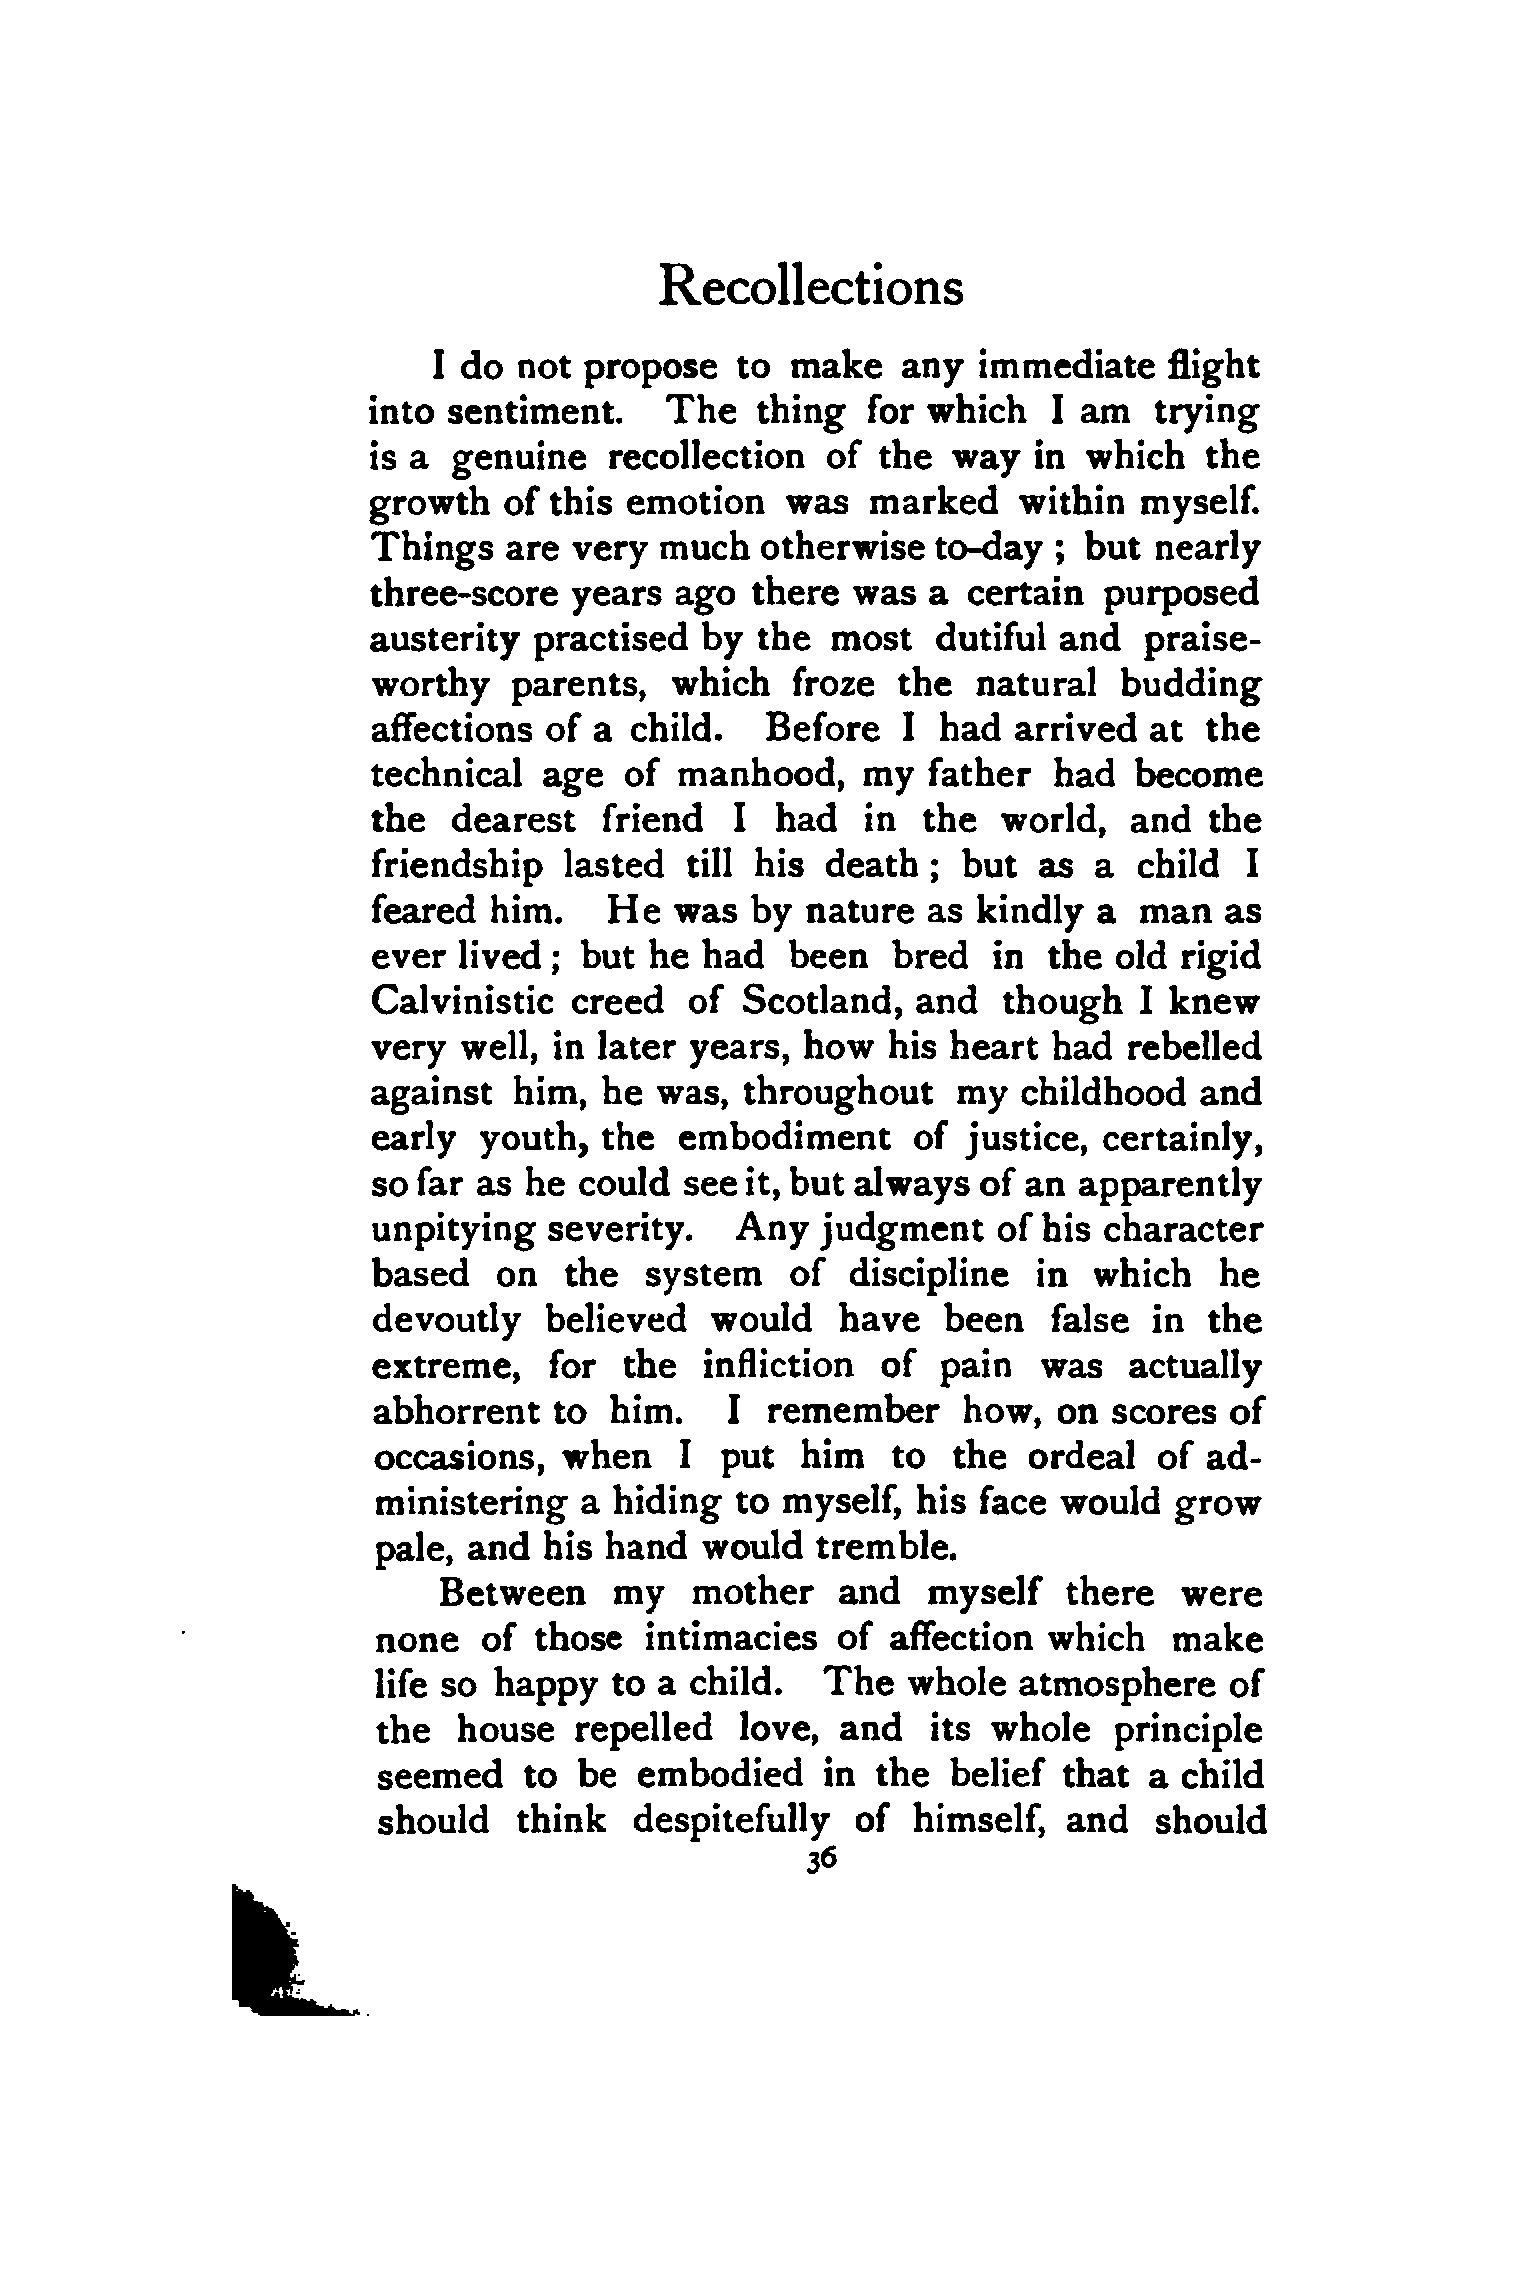 Recollections
I do not propose to make any immediate flight
into sentiment. The thing for which I am trying
is a genuine recollection of the way in which the
growth of this emotion was marked within myself.
Things are very much otherwise to-day ; but nearly
three-score years ago there was a certain purposed
austerity practised by the most dutiful and praise-
worthy parents, which froze the natural budding
affections of a child. Before I had arrived at the
technical age of manhood, my father had become
the dearest friend I had in the world, and the
friendship lasted till his death ; but as a child I
feared him. He was by nature as kindly a man as
ever lived ; but he had been bred in the old rigid
Calvinistic creed of Scotland, and though I knew
very well, in later years, how his heart had rebelled
against him, he was, throughout my childhood and
early youth, the embodiment of justice, certainly,
so far as he could see it, but always of an apparently
unpitying severity. Any judgment of his character
based on the system of discipline in which he
devoutly believed would have been false in the
extreme, for the infliction of pain was actually
abhorrent to him. I remember how, on scores of
occasions, when I put him to the ordeal of ad-
ministering a hiding to myself, his face would grow
pale, and his hand would tremble.
Between my mother and myself there were
none of those intimacies of affection which make
life so happy to a child. The whole atmosphere of
the house repelled love, and its whole principle
seemed to be embodied in the belief that a child
should think despitefully of himself, and should
36